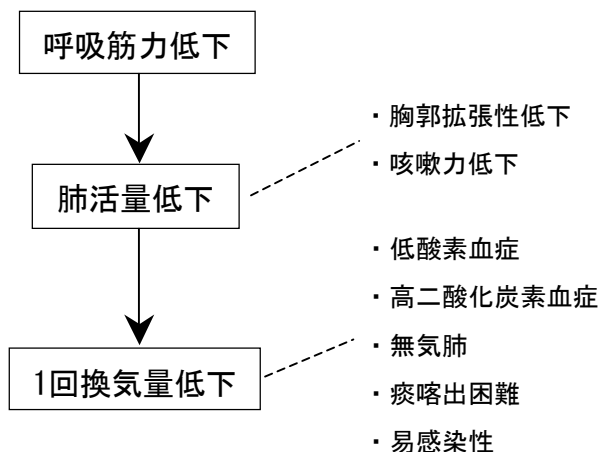 呼吸筋力低下
・胸郭拡張性低下
・咳嗽力低下
肺活量低下
・低酸素血症
・高二酸化炭素血症
・無気肺
1回換気量低下
・痰喀出困難
・易感染性